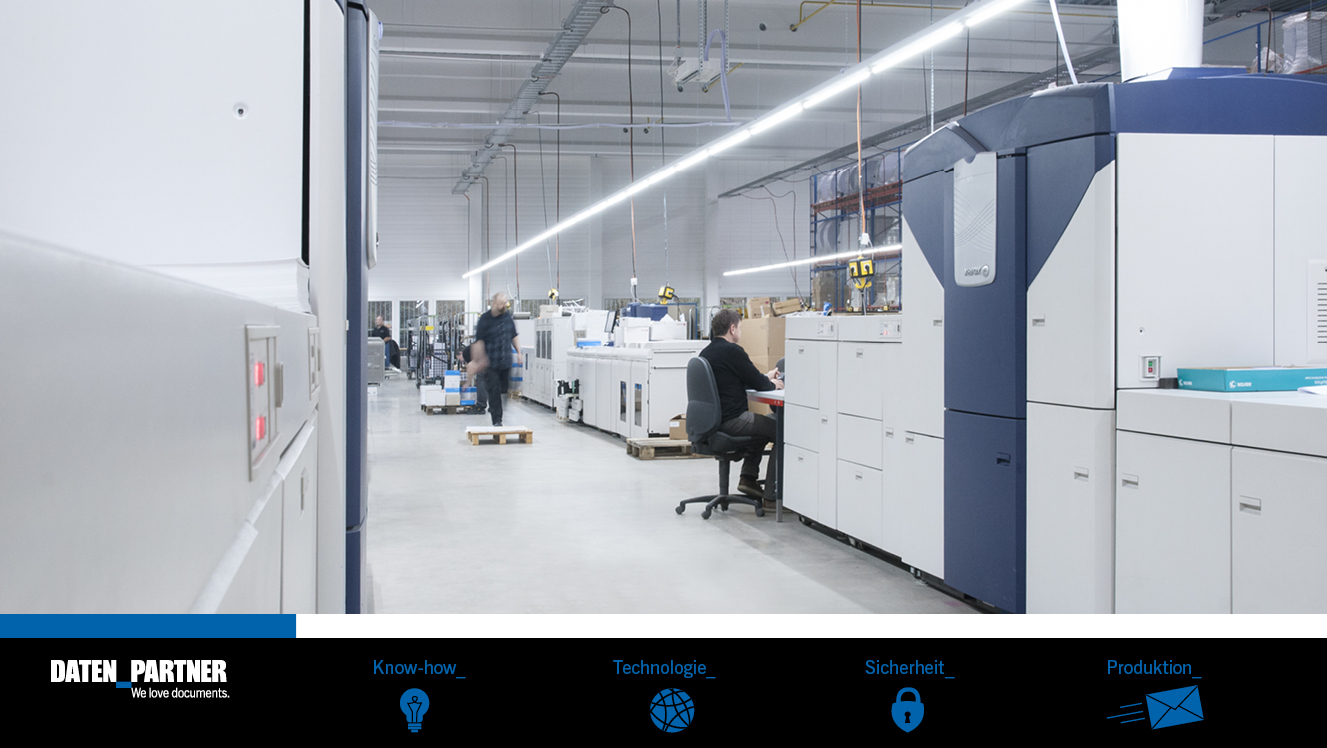 DATEN_PARTNER
We love documents.
Know-how_
Technologie_
Sicherheit_
Produktion_